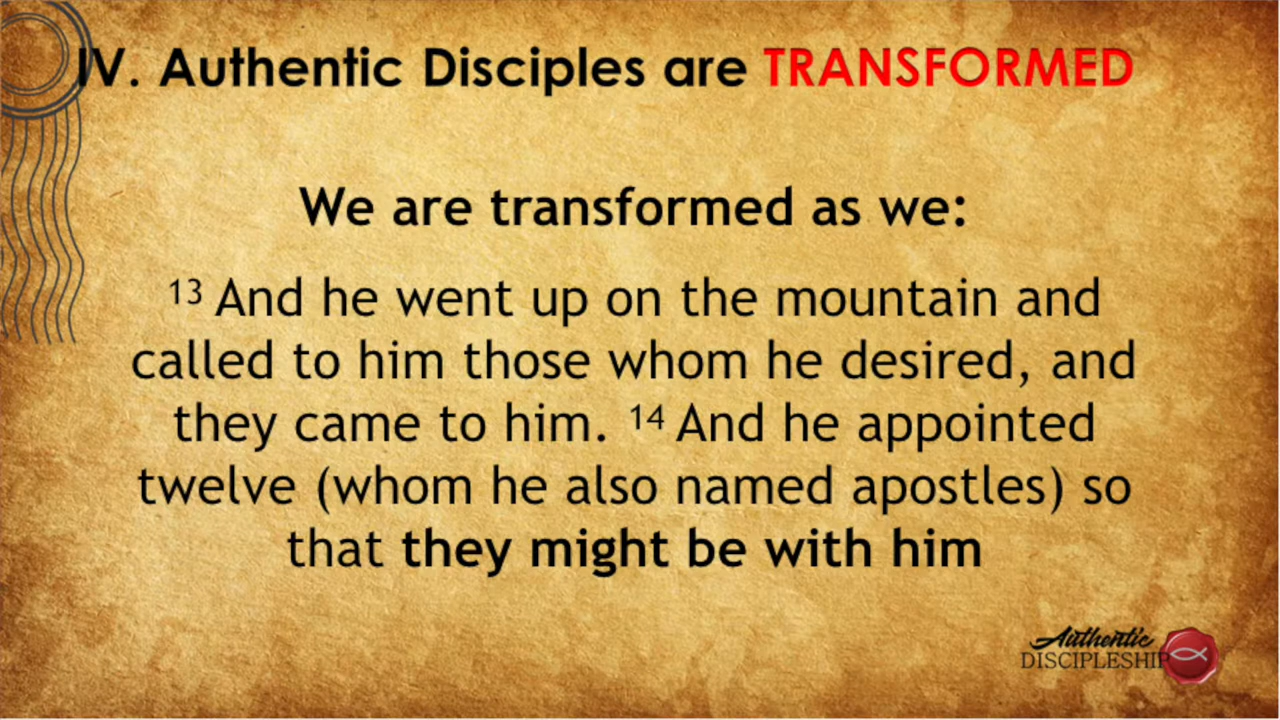 IV. Authentic Disciples are TRANSFORMED
We are transformed as we:
13 And he went up on the mountain and
called to him those whom he desired, and
they came to him. 14 And he appointed
twelve (whom he also named apostles) so
that they might be with him
Authentic
DISCIPLESHIP